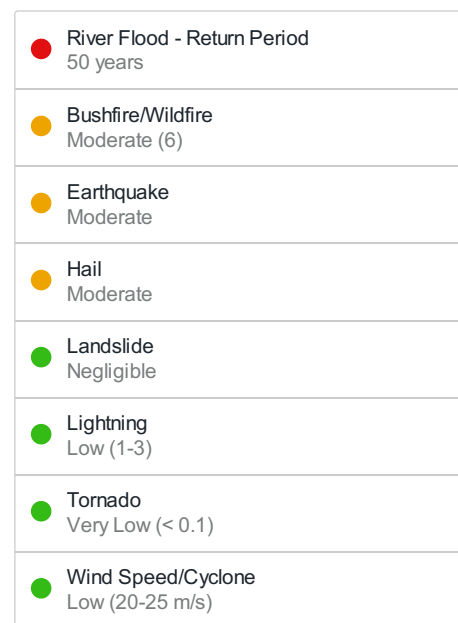 River Flood - Return Period
50 years
Bushfire/Wildfire
Moderate (6)
Earthquake
Moderate
Hail
Moderate
Landslide
Negligible
Lightning
Low (1-3)
Tornado
Very Low (< 0.1)
Wind Speed/Cyclone
Low (20-25 m/s)